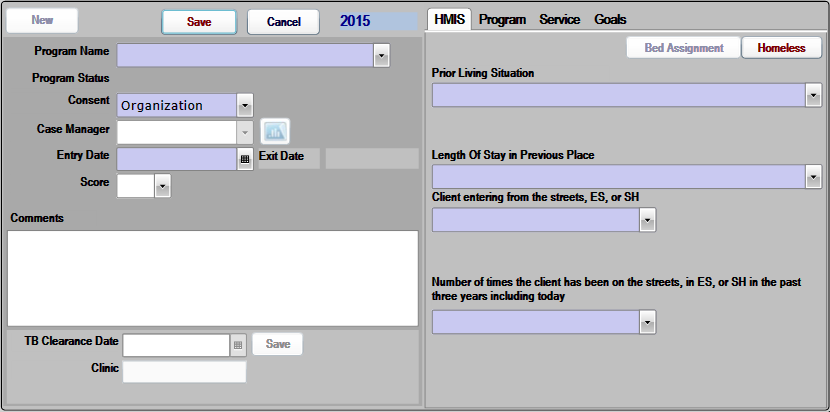 New
Save
Cancel
2015
Program Name
Program Status
Consent
Organization
Case Manager
Entry Date
Exit Date
Score
Comments
TB Clearance Date
Save
Clinic
HMIS Program Service Goals
Bed Assignment
Homeless
Prior Living Situation
Length Of Stay in Previous Place
Client entering from the streets, ES, or SH
Number of times the client has been on the streets, in ES, or SH in the past
three years including today